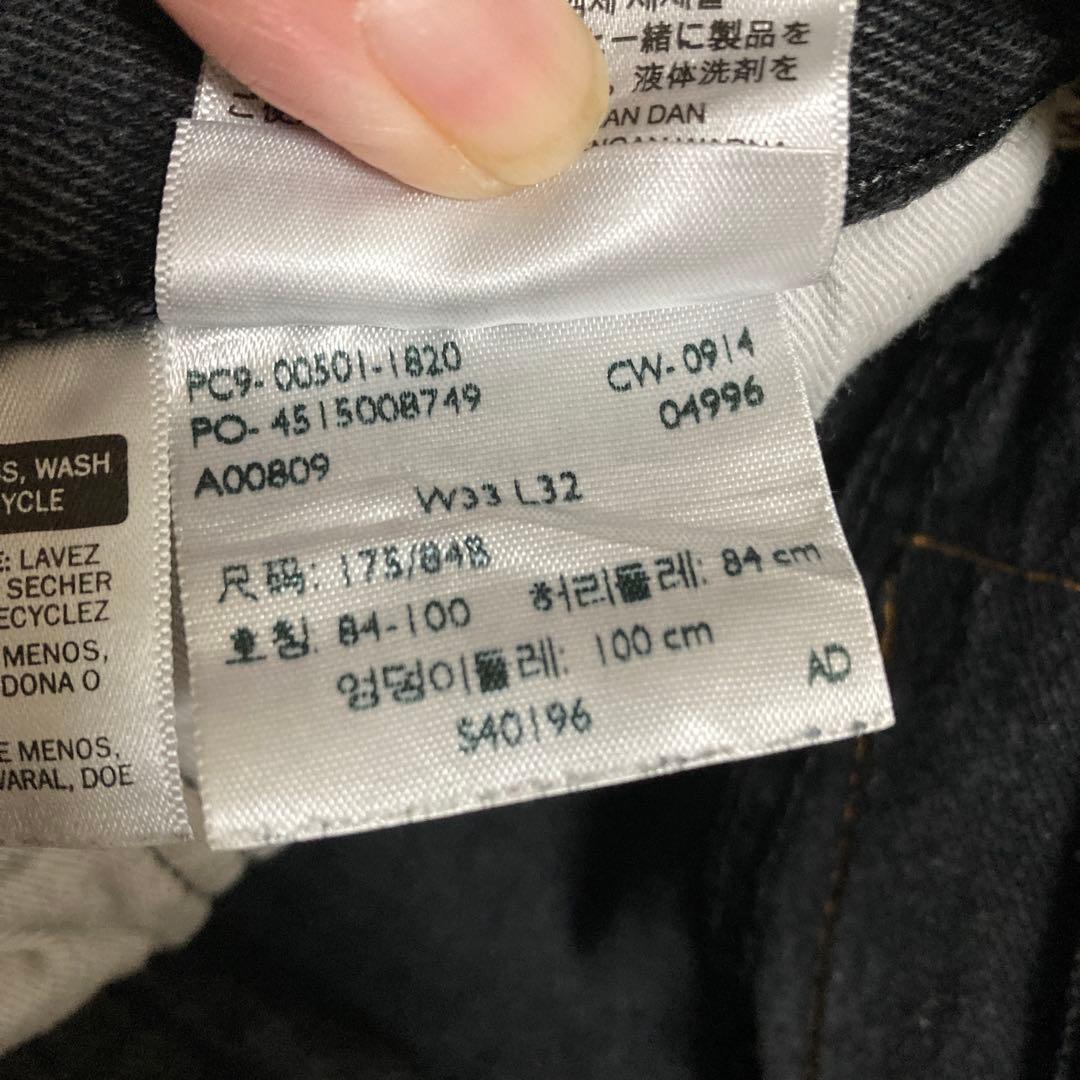 一緒に製品を
液体洗剤を
AN DAN
PC9-00501-1820
CW-0914
PO-4515008749
04996
A00809
W33 L32
尺码: 175/84B
허리둘레: 84 cm
호칭: 84-100
엉덩이둘레: 100 cm
AD
S40196
S, WASH
YCLE
E: LAVEZ
SECHER
ECYCLEZ
MENOS,
DONA O
E MENOS,
WARAL, DOE